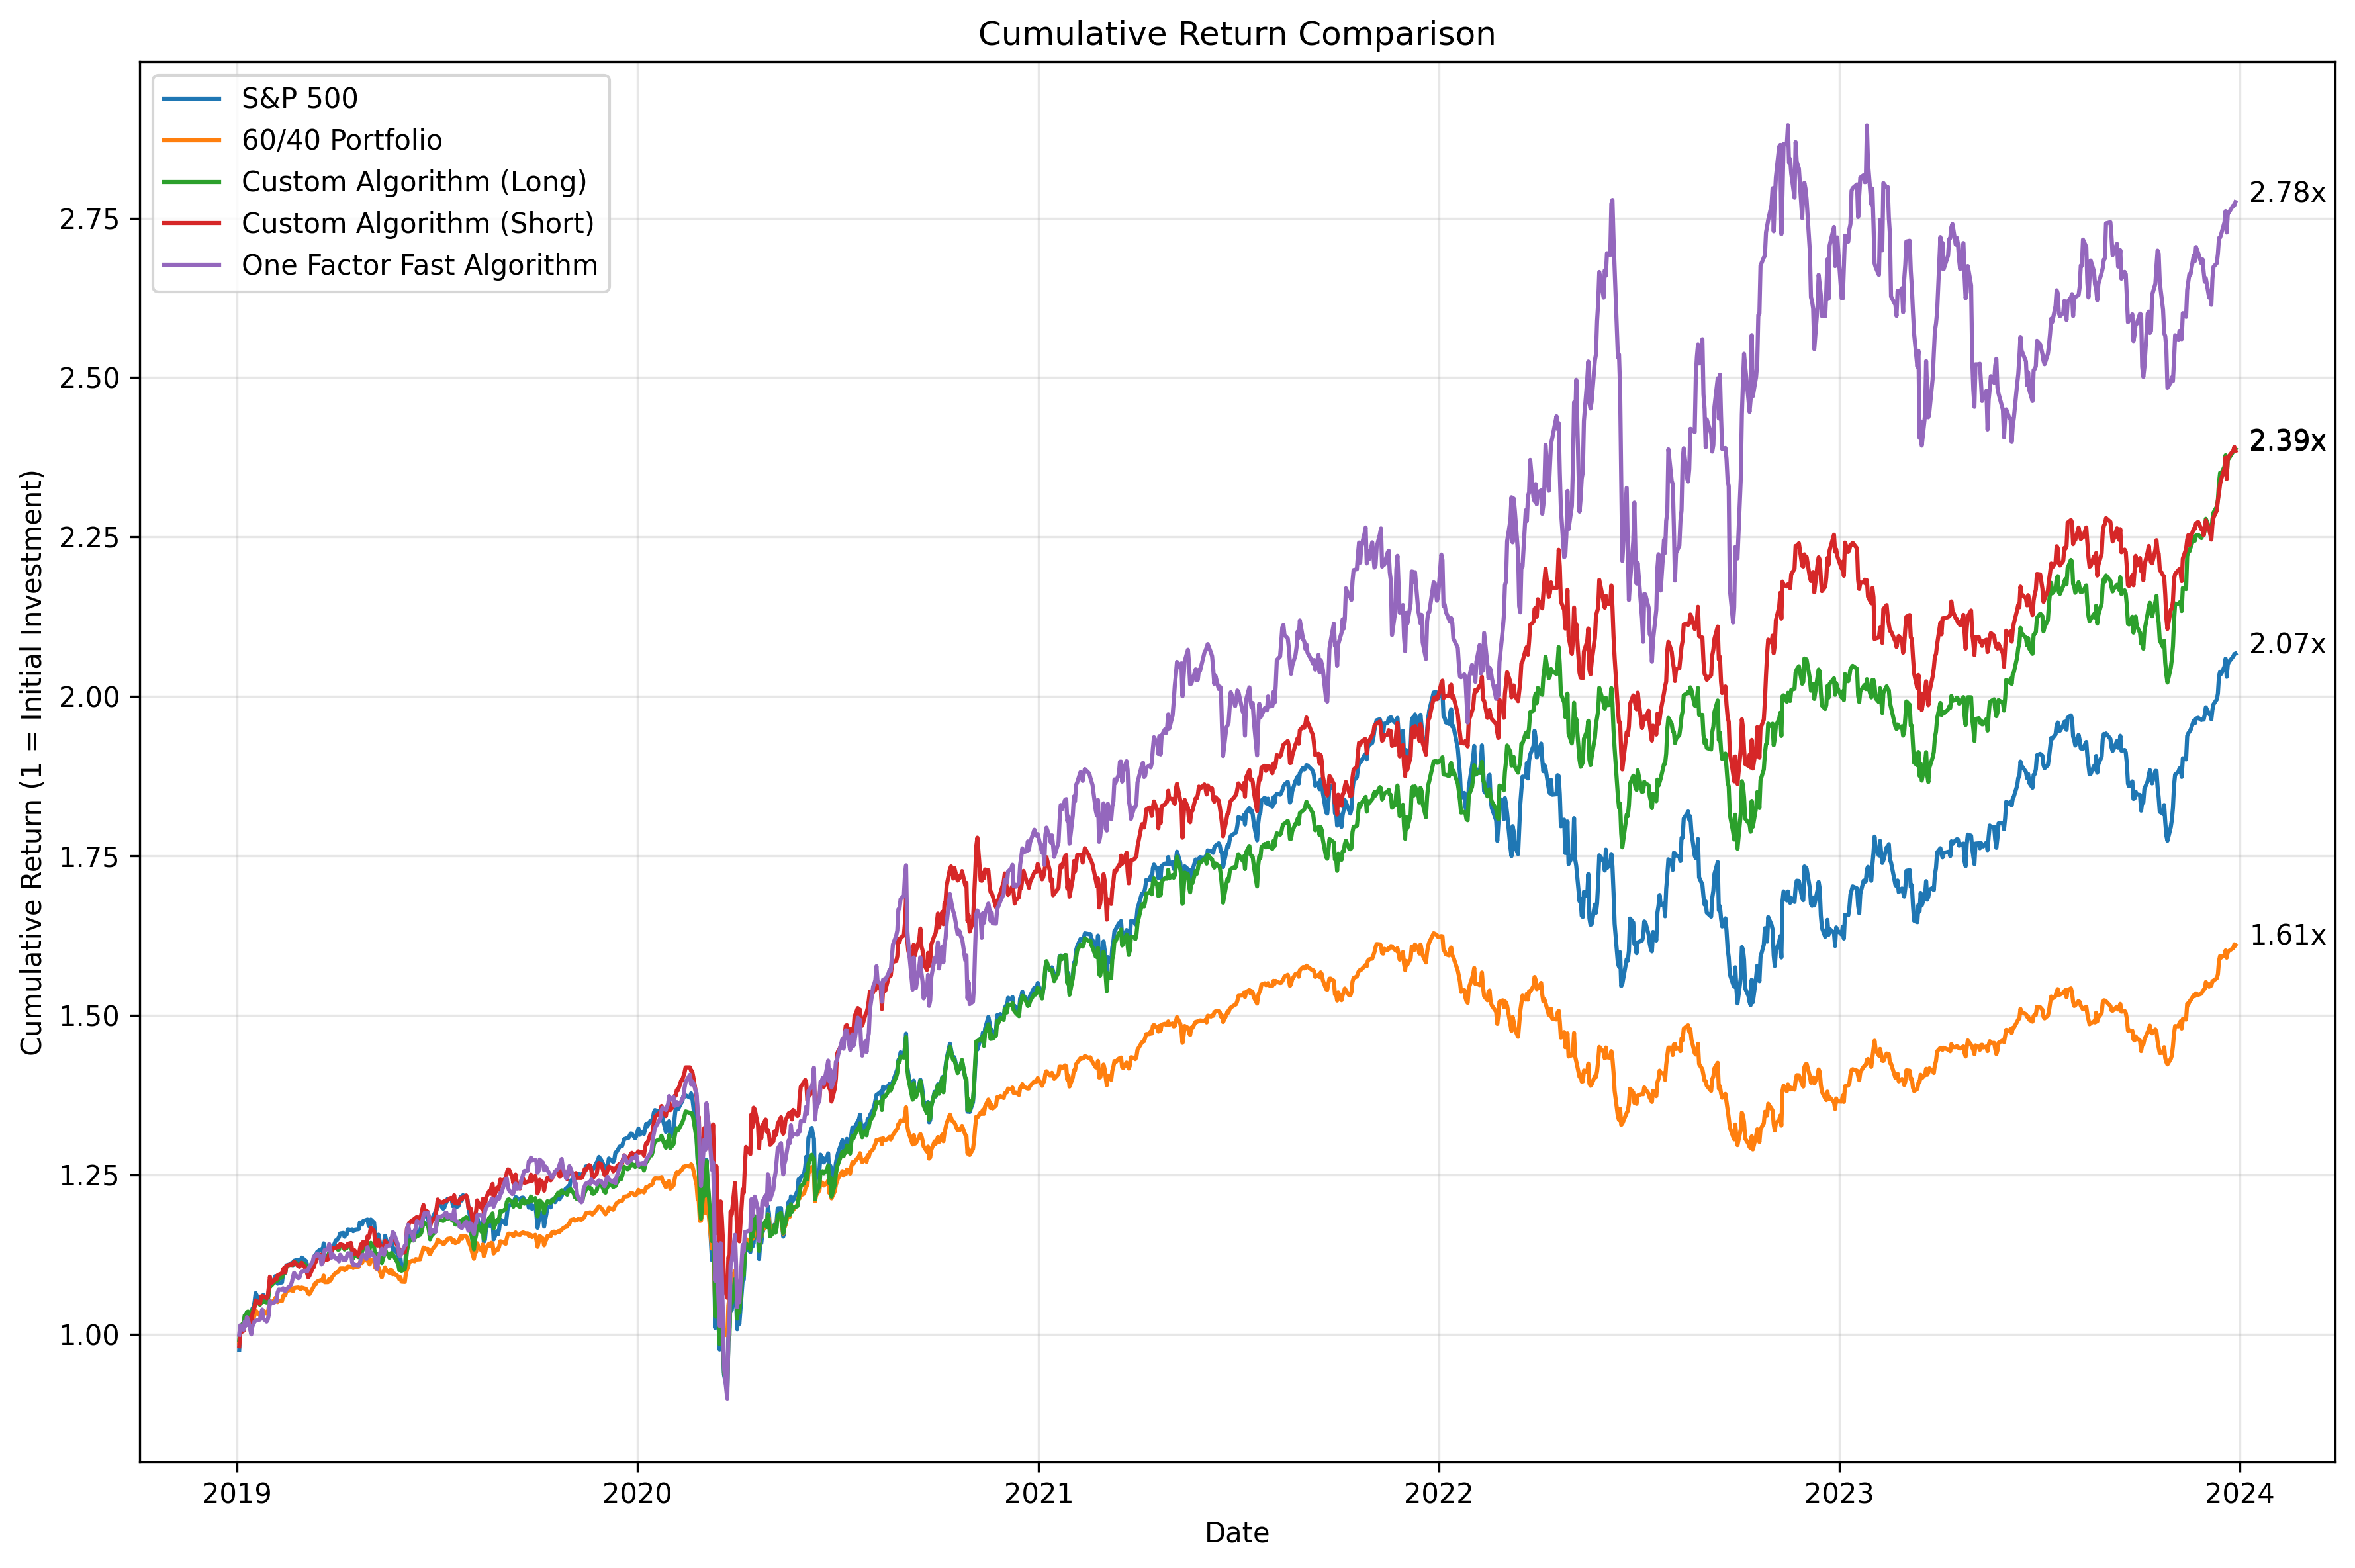 Cumulative Return Comparison
S&P 500
60/40 Portfolio
Custom Algorithm (Long)
Custom Algorithm (Short)
One Factor Fast Algorithm
Cumulative Return (1 = Initial Investment)
2.75
2.50
2.25
2.00
1.75
1.50
1.25
1.00
2.78x
2.39x
2.07x
1.61x
2019
2020
2021
2022
2023
2024
Date